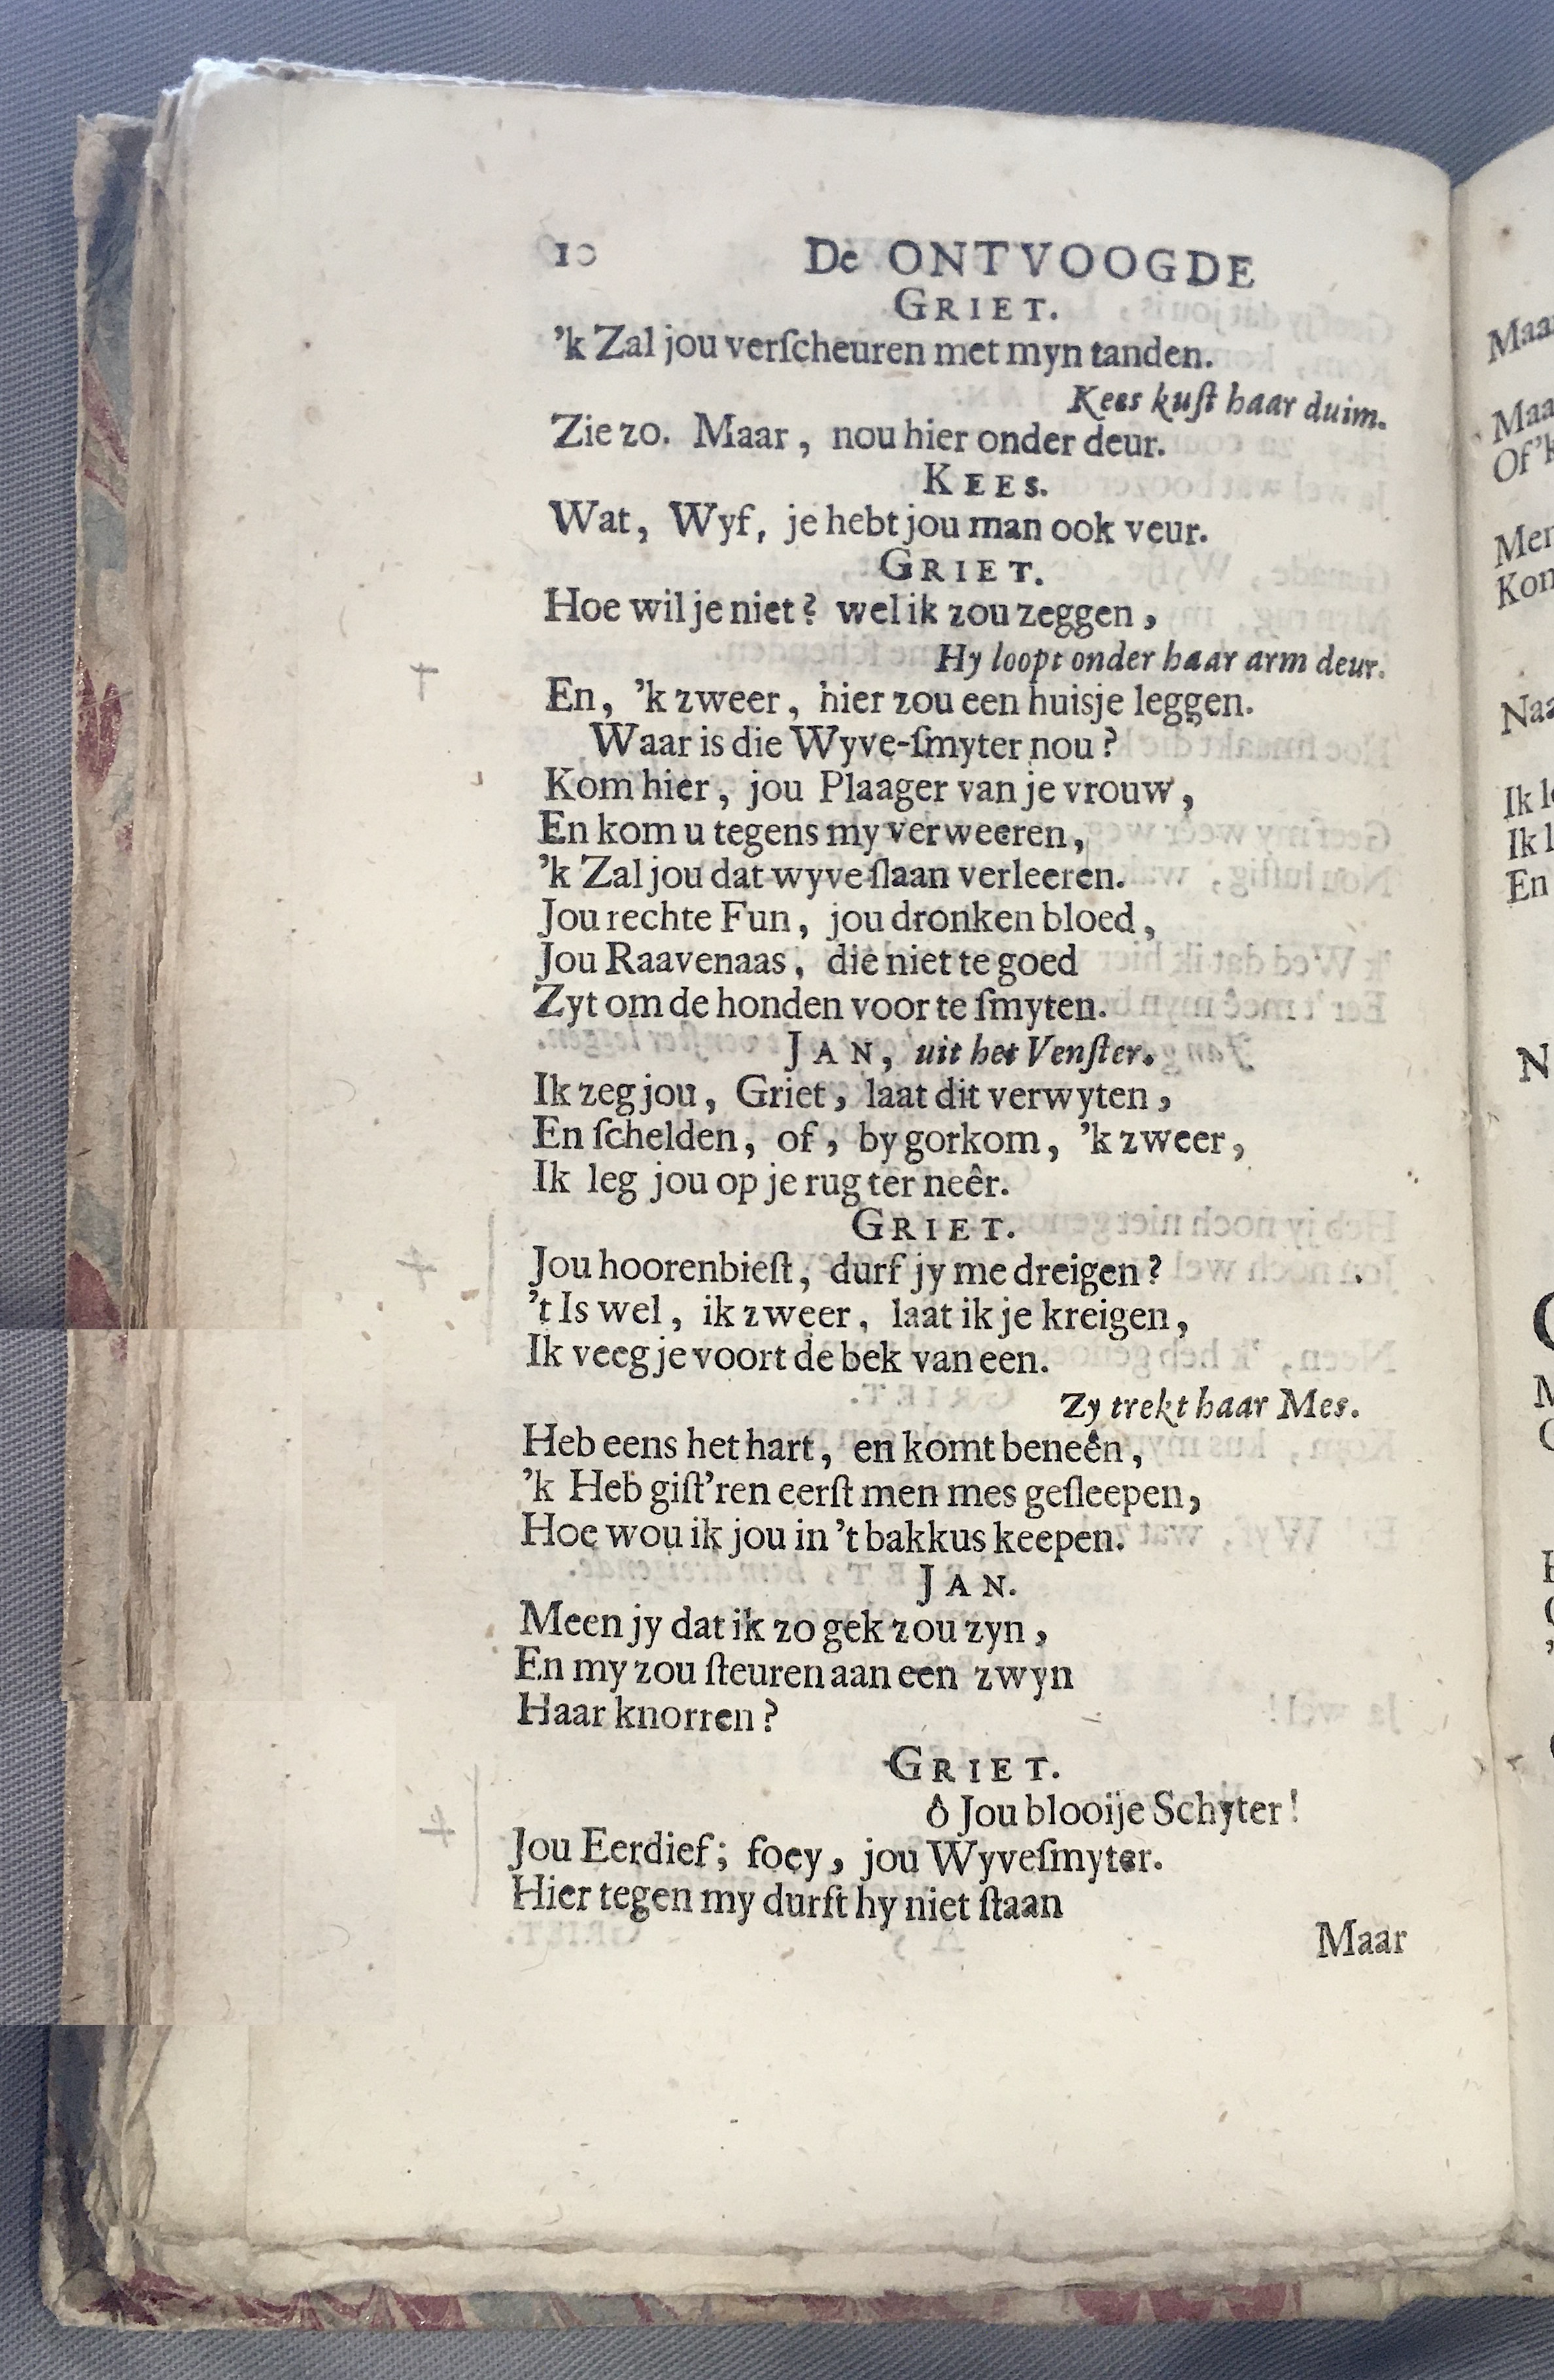 10 De ONTVOOGDE
GRIET.
'k Zal jou verſcheuren met myn tanden.
Kees kuſt haar duim.
Zie zo. Maar, nou hier onder deur.
KEES.
Wat, Wyf, je hebt jou man ook veur.
GRIET.
Hoe wil je niet? wel ik zou zeggen,
Hy loopt onder haar arm deur.
En, 'k zweer, hier zou een huisje leggen.
Waar is die Wyve-ſmyter nou?
Kom hier, jou Plaager van je vrouw,
En kom u tegens my verweeren,
'k Zal jou dat wyve ſlaan verleeren.
Jou rechte Fun, jou dronken bloed,
Jou Raavenaas, die niet te goed
Zyt om de honden voor te ſmyten.
JAN, uit het Venſter.
Ik zeg jou, Griet, laat dit verwyten,
En ſchelden, of, by gorkom, 'k zweer,
Ik leg jou op je rug ter neêr.
GRIET.
Jou hoorenbieſt, durf jy me dreigen?
't Is wel, ik zweer, laat ik je kreigen,
Ik veeg je voort de bek van een.
Zy trekt haar Mes.
Heb eens het hart, en komt beneên,
'k Heb giſt'ren eerſt men mes geſleepen,
Hoe wou ik jou in 't bakkus keepen.
JAN.
Meen jy dat ik zo gek zou zyn,
En my zou ſteuren aan een zwyn
Haar knorren?
GRIET.
ô Jou blooije Schyter!
Jou Eerdief; foey, jou Wyveſmyter.
Hier tegen my durft hy niet ſtaan
Maar
Maa
Of 'k
Kon
Naa
Ik l
En
N